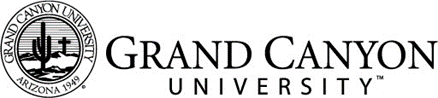 GRAND CANYON UNIVERSITY
ARIZONA 1949
®
GRAND CANYON
UNIVERSITY™